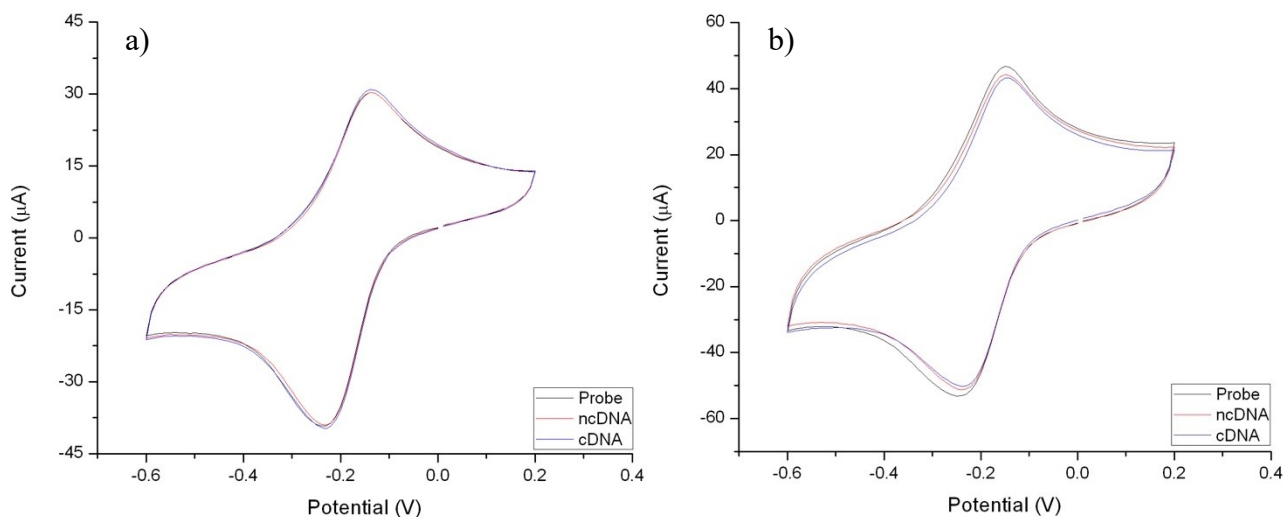 a)
45
30
15
0
-15
-30
-45
Current (μA)
-0.6
-0.4
-0.2
0.0
0.2
0.4
Potential (V)
Probe
ncDNA
cDNA
b)
60
40
20
0
-20
-40
-60
Current (μA)
-0.6
-0.4
-0.2
0.0
0.2
0.4
Potential (V)
Probe
ncDNA
cDNA